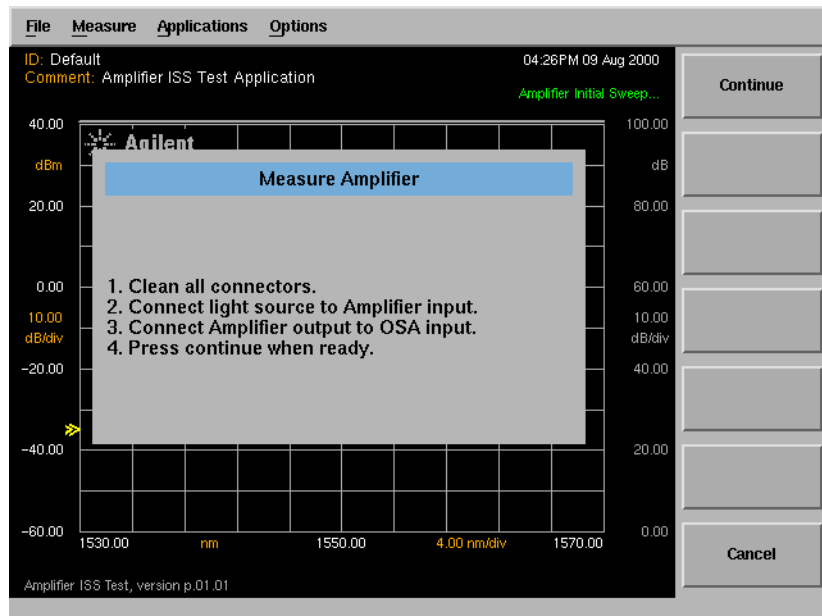 File Measure Applications Options
ID: Default
Comment: Amplifier ISS Test Application
04:26PM 09 Aug 2000
Amplifier Initial Sweep...
Continue
40.00
dBm
20.00
0.00
10.00
dB/div
-20.00
-40.00
-60.00
Agilent
Measure Amplifier
1. Clean all connectors.
2. Connect light source to Amplifier input.
3. Connect Amplifier output to OSA input.
4. Press continue when ready.
100.00
dB
80.00
60.00
10.00
dB/div
40.00
20.00
0.00
1530.00 nm 1550.00 4.00 nm/div 1570.00
Cancel
Amplifier ISS Test, version p.01.01